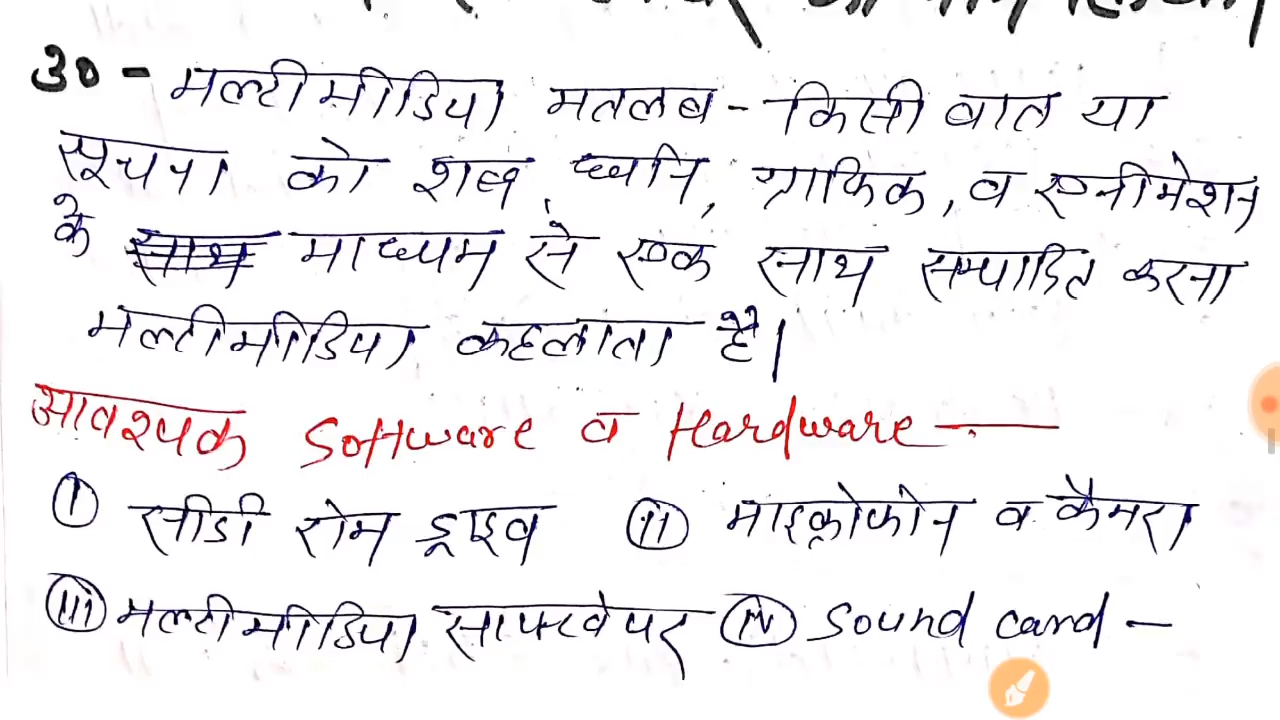 30 - मल्टीमीडिया मतलब - किसी बात या
सूचना को शब्द, ध्वनि, ग्राफिक, व एनीमेशन
के साथ माध्यम से एक साथ सम्पादित करना
मल्टीमीडिया कहलाता है।
आवश्यक Software व Hardware —
(i) सीडी रोम ड्राइव (ii) माइक्रोफोन व कैमरा
(iii) मल्टीमीडिया साफ्टवेयर (iv) Sound card —